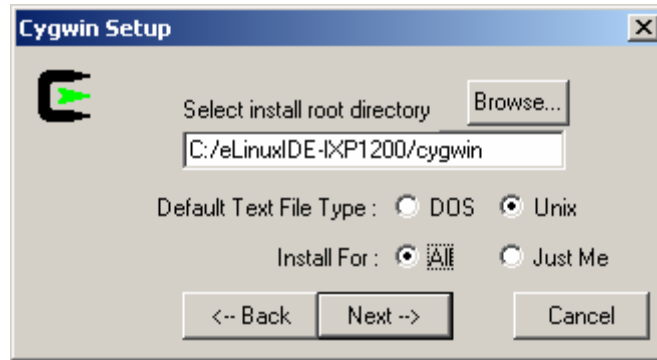 Cygwin Setup
Select install root directory Browse...
C:/eLinuxIDE-IXP1200/cygwin
Default Text File Type : DOS Unix
Install For : All Just Me
<-- Back Next --> Cancel